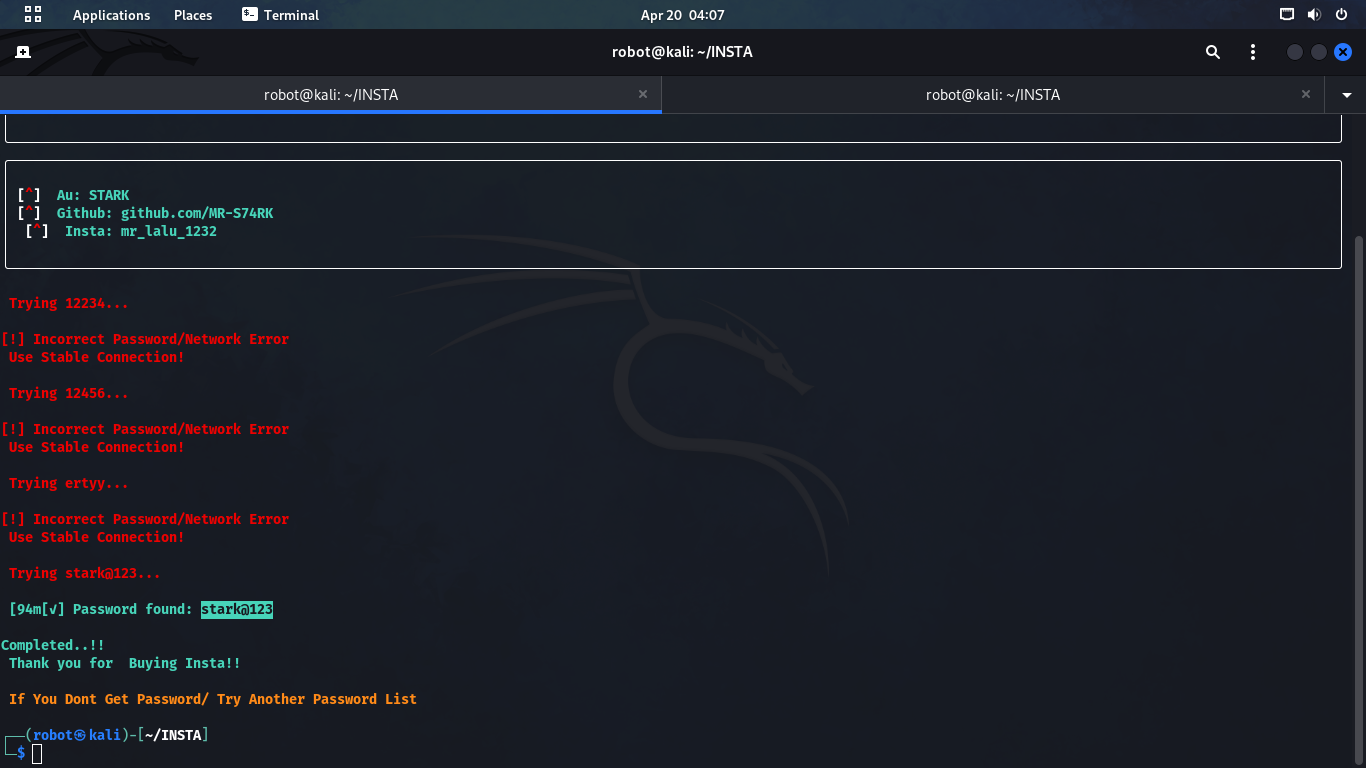 Applications Places Terminal Apr 20 04:07
robot@kali: ~/INSTA
robot@kali: ~/INSTA × robot@kali: ~/INSTA ×
[^] Au: STARK
[^] Github: github.com/MR-S74RK
[^] Insta: mr_lalu_1232
Trying 12234...
[!] Incorrect Password/Network Error
Use Stable Connection!
Trying 12456...
[!] Incorrect Password/Network Error
Use Stable Connection!
Trying ertyy...
[!] Incorrect Password/Network Error
Use Stable Connection!
Trying stark@123...
[94m[√] Password found: stark@123
Completed..!!
Thank you for  Buying Insta!!
If You Dont Get Password/ Try Another Password List
┌──(robot㉿kali)-[~/INSTA]
└─$